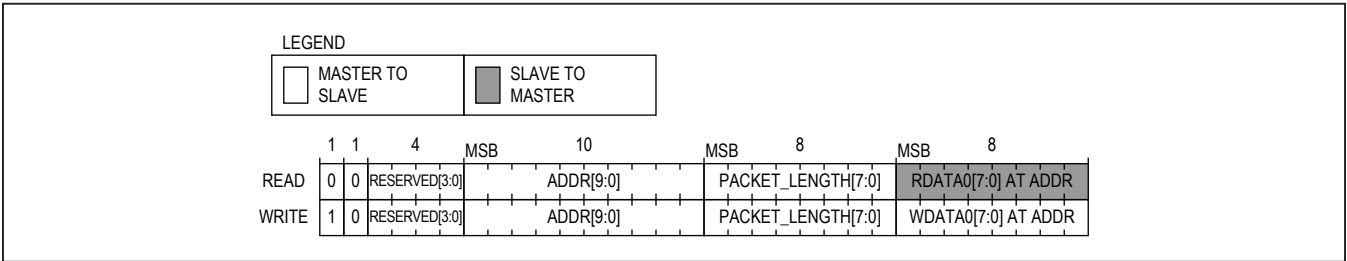 LEGEND
MASTER TO SLAVE
SLAVE TO MASTER
1 1 4 MSB 10 MSB 8 MSB 8
READ 0 0 RESERVED[3:0] ADDR[9:0] PACKET_LENGTH[7:0] RDATA0[7:0] AT ADDR
WRITE 1 0 RESERVED[3:0] ADDR[9:0] PACKET_LENGTH[7:0] WDATA0[7:0] AT ADDR